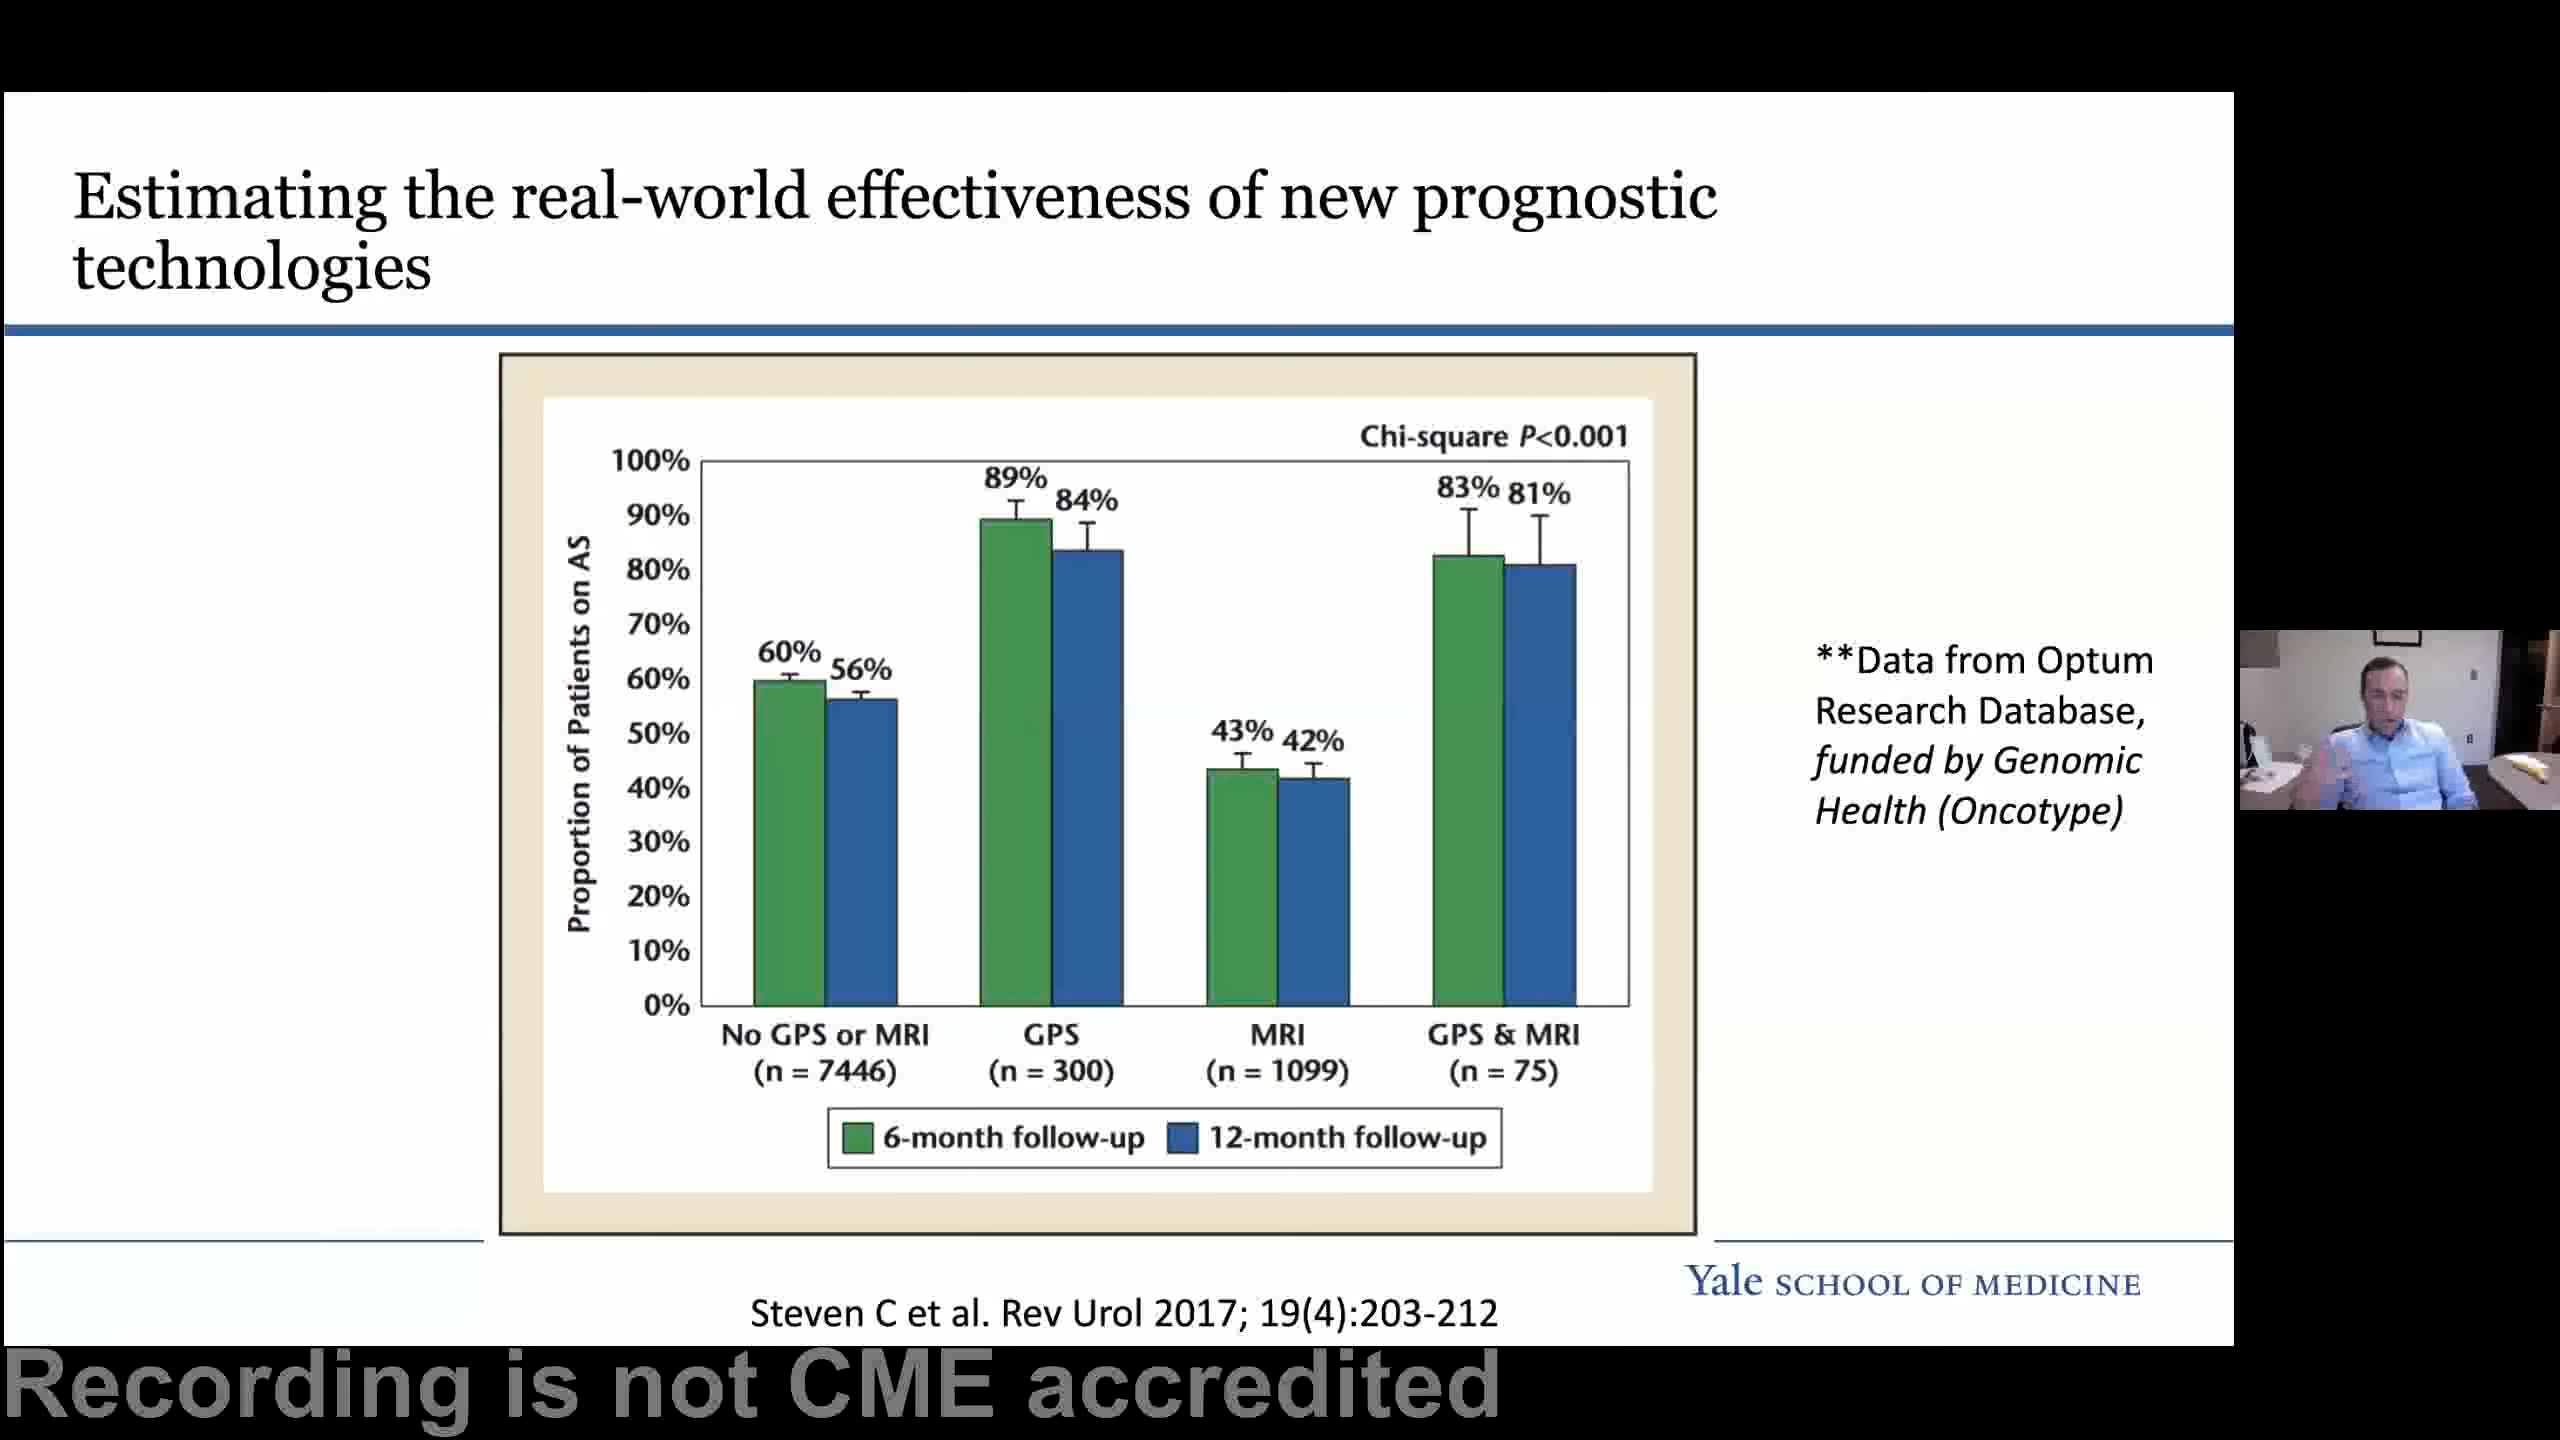 Estimating the real-world effectiveness of new prognostic
technologies
Chi-square P<0.001
Proportion of Patients on AS
100%
90%
80%
70%
60%
50%
40%
30%
20%
10%
0%
60%
56%
89%
84%
43%
42%
83%
81%
No GPS or MRI
(n = 7446)
GPS
(n = 300)
MRI
(n = 1099)
GPS & MRI
(n = 75)
6-month follow-up
12-month follow-up
**Data from Optum
Research Database,
funded by Genomic
Health (Oncotype)
Yale SCHOOL OF MEDICINE
Steven C et al. Rev Urol 2017; 19(4):203-212
Recording is not CME accredited